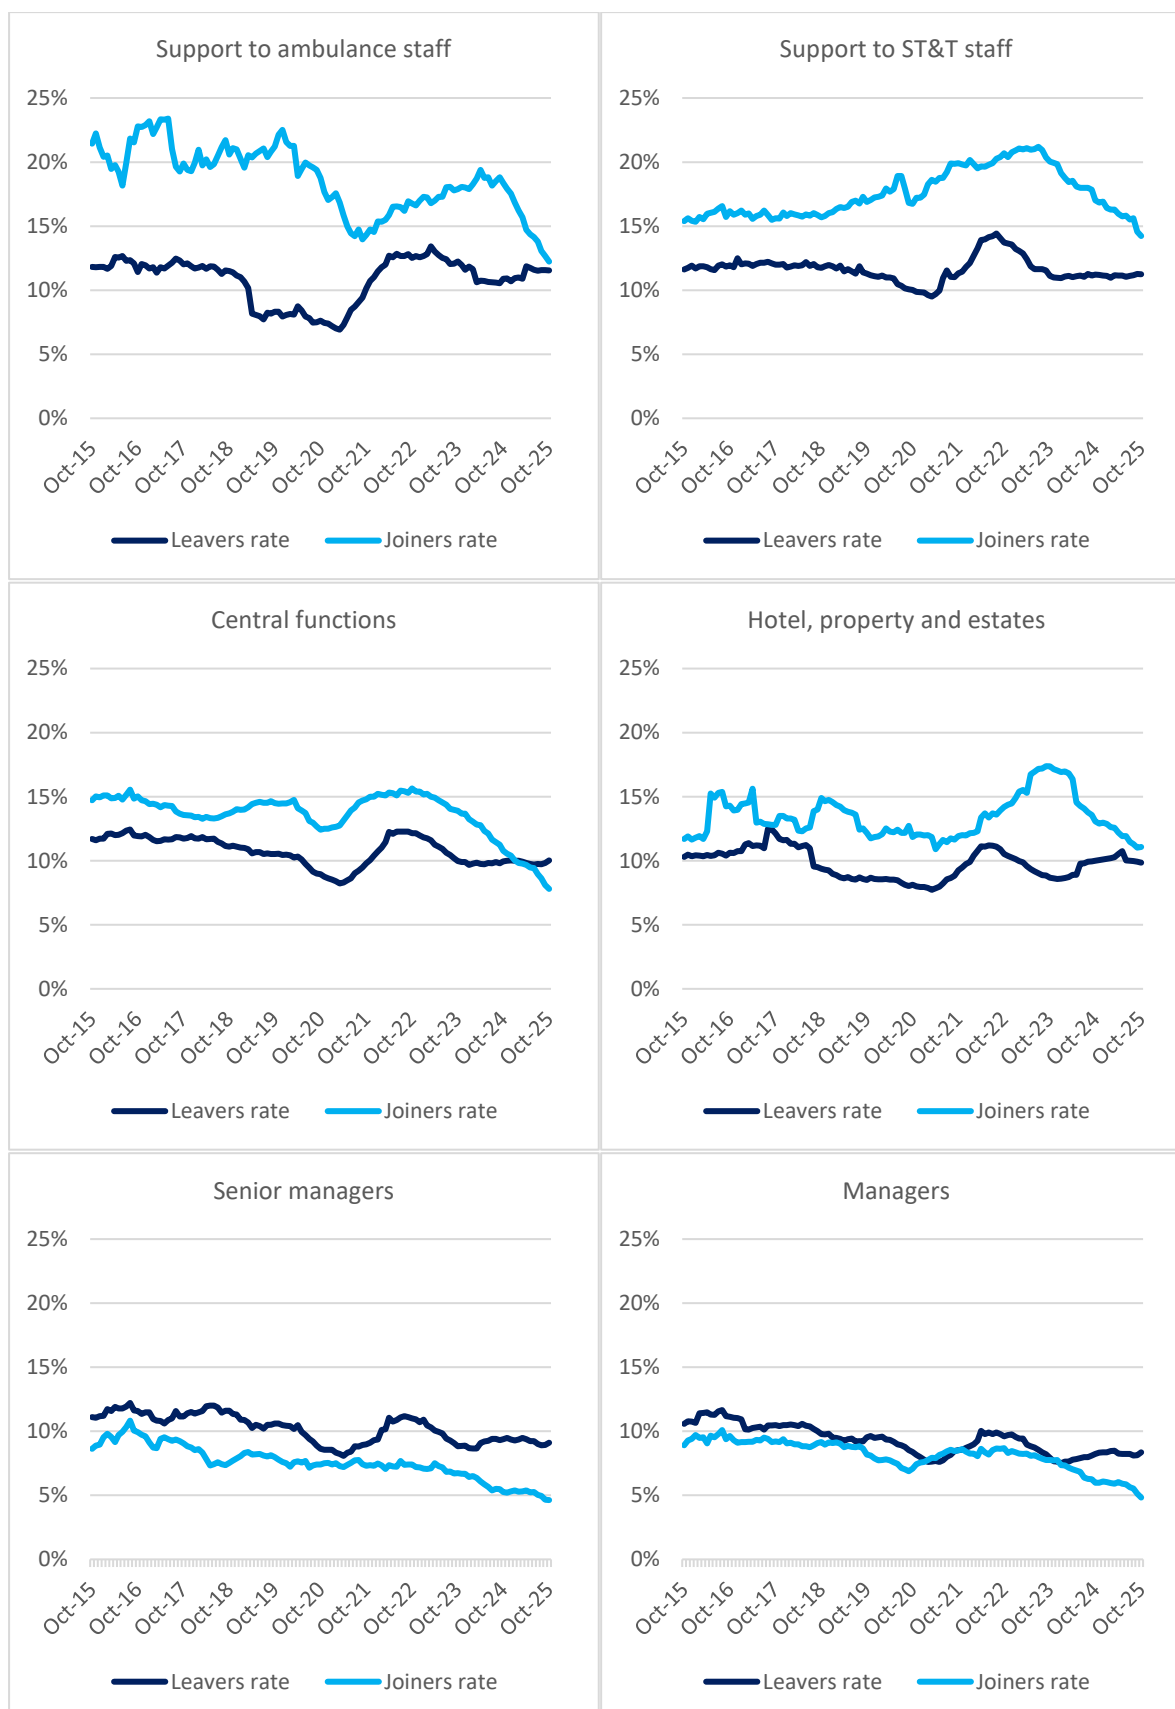 Support to ambulance staff
25%
20%
15%
10%
5%
0%
Oct-15 Oct-16 Oct-17 Oct-18 Oct-19 Oct-20 Oct-21 Oct-22 Oct-23 Oct-24 Oct-25
Leavers rate Joiners rate
Support to ST&T staff
25%
20%
15%
10%
5%
0%
Oct-15 Oct-16 Oct-17 Oct-18 Oct-19 Oct-20 Oct-21 Oct-22 Oct-23 Oct-24 Oct-25
Leavers rate Joiners rate
Central functions
25%
20%
15%
10%
5%
0%
Oct-15 Oct-16 Oct-17 Oct-18 Oct-19 Oct-20 Oct-21 Oct-22 Oct-23 Oct-24 Oct-25
Leavers rate Joiners rate
Hotel, property and estates
25%
20%
15%
10%
5%
0%
Oct-15 Oct-16 Oct-17 Oct-18 Oct-19 Oct-20 Oct-21 Oct-22 Oct-23 Oct-24 Oct-25
Leavers rate Joiners rate
Senior managers
25%
20%
15%
10%
5%
0%
Oct-15 Oct-16 Oct-17 Oct-18 Oct-19 Oct-20 Oct-21 Oct-22 Oct-23 Oct-24 Oct-25
Leavers rate Joiners rate
Managers
25%
20%
15%
10%
5%
0%
Oct-15 Oct-16 Oct-17 Oct-18 Oct-19 Oct-20 Oct-21 Oct-22 Oct-23 Oct-24 Oct-25
Leavers rate Joiners rate